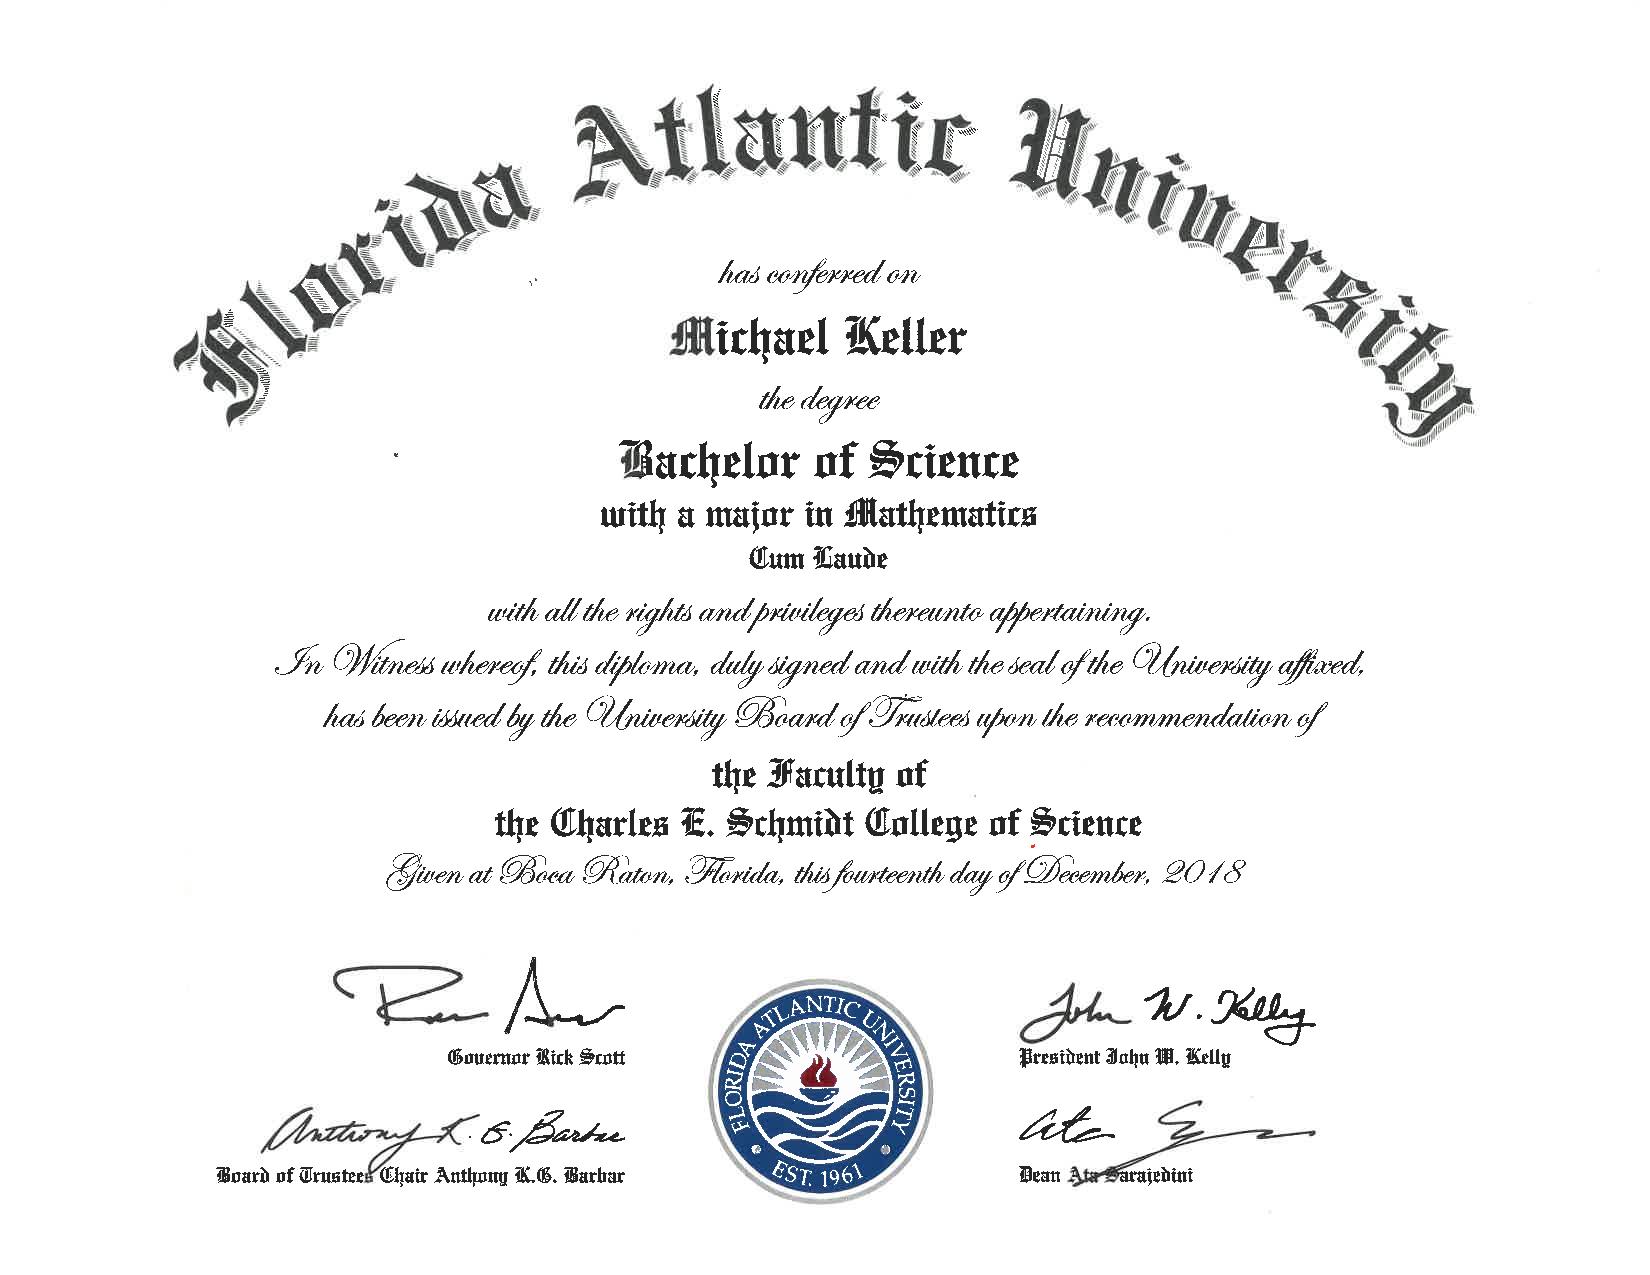 Florida Atlantic University
has conferred on
Michael Keller
the degree
Bachelor of Science
with a major in Mathematics
Cum Laude
with all the rights and privileges thereunto appertaining.
In Witness whereof, this diploma, duly signed and with the seal of the University affixed,
has been issued by the University Board of Trustees upon the recommendation of
the Faculty of
the Charles E. Schmidt College of Science
Given at Boca Raton, Florida, this fourteenth day of December, 2018
John W. Kelly
Governor Rick Scott
President John W. Kelly
FLORIDA ATLANTIC UNIVERSITY
EST. 1961
Anthony K. G. Barbar
Board of Trustees Chair Anthony K.G. Barbar
Dean Ata Sarajedini